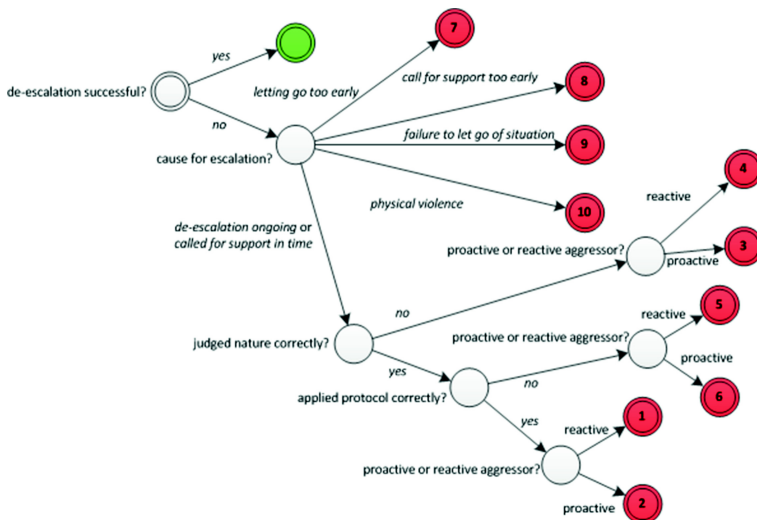 7
yes
call for support too early
8
de-escalation successful?
letting go too early
no
failure to let go of situation
9
cause for escalation?
4
reactive
physical violence
10
de-escalation ongoing or
called for support in time
proactive or reactive aggressor?
3
proactive
5
no
reactive
proactive or reactive aggressor?
judged nature correctly?
proactive
yes
no
6
applied protocol correctly?
1
yes
reactive
proactive or reactive aggressor?
2
proactive